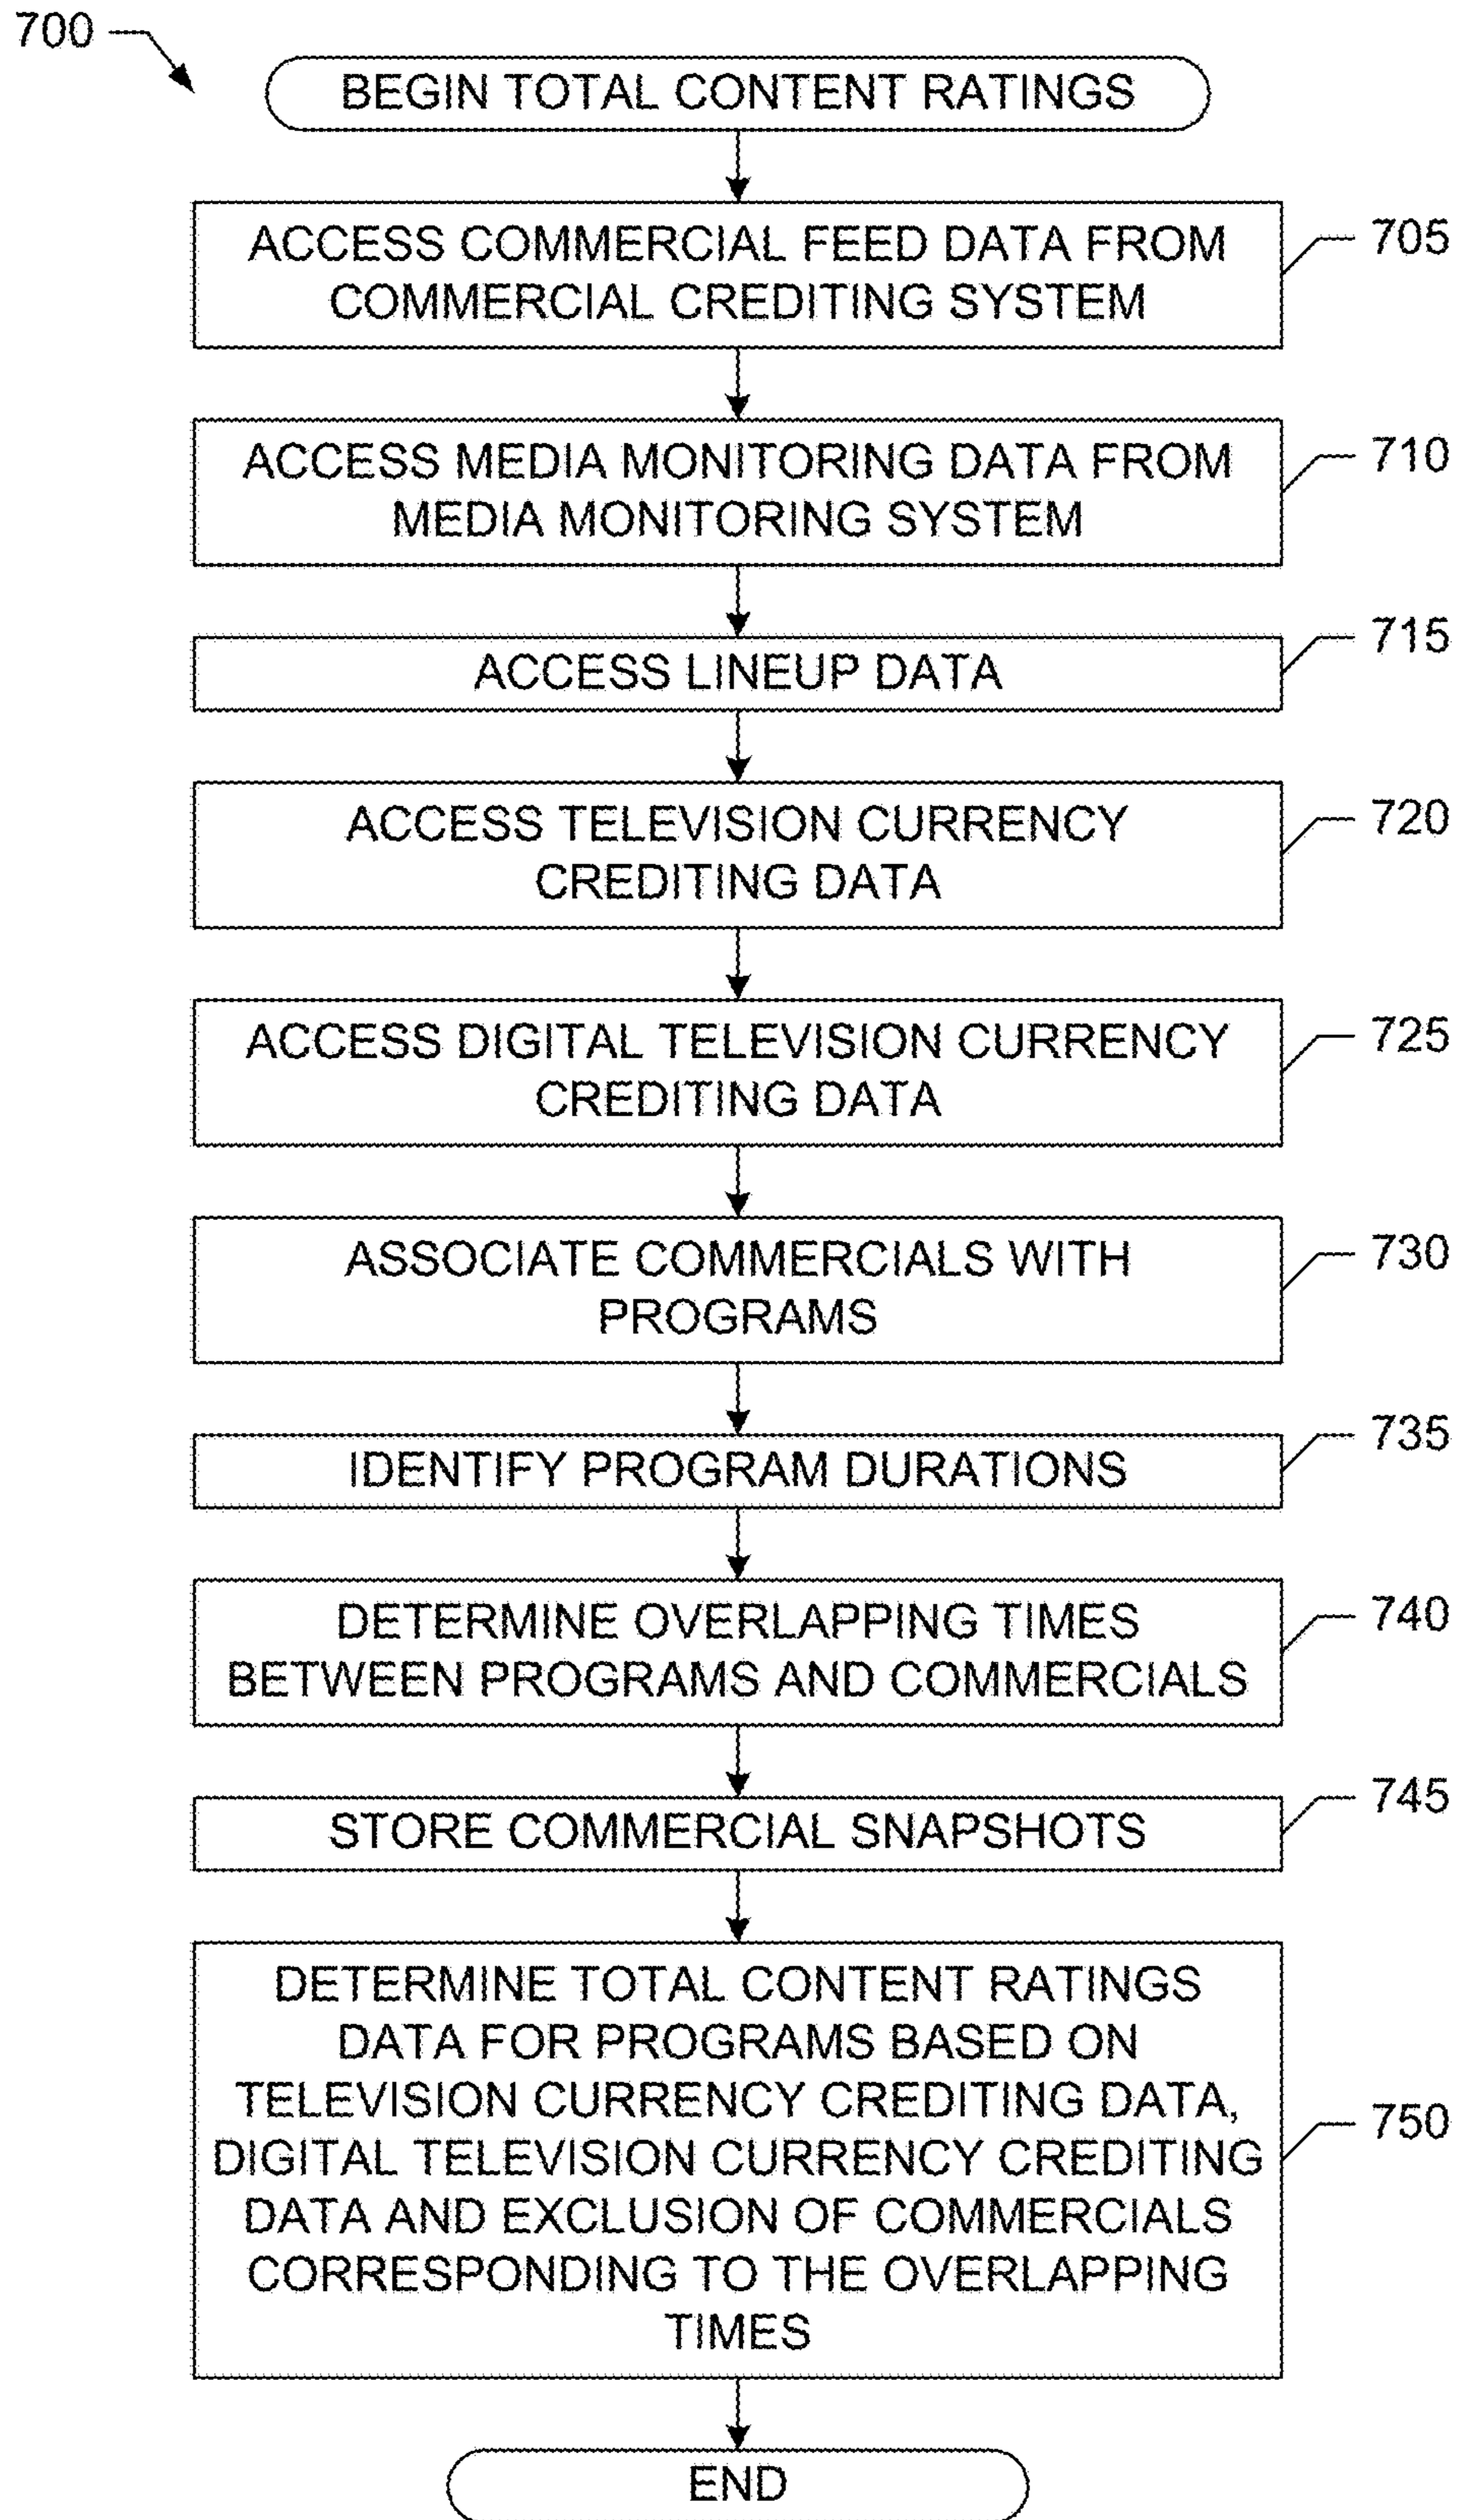 700
BEGIN TOTAL CONTENT RATINGS
ACCESS COMMERCIAL FEED DATA FROM
COMMERCIAL CREDITING SYSTEM
705
ACCESS MEDIA MONITORING DATA FROM
MEDIA MONITORING SYSTEM
710
ACCESS LINEUP DATA
715
ACCESS TELEVISION CURRENCY
CREDITING DATA
720
ACCESS DIGITAL TELEVISION CURRENCY
CREDITING DATA
725
ASSOCIATE COMMERCIALS WITH
PROGRAMS
730
IDENTIFY PROGRAM DURATIONS
735
DETERMINE OVERLAPPING TIMES
BETWEEN PROGRAMS AND COMMERCIALS
740
STORE COMMERCIAL SNAPSHOTS
745
DETERMINE TOTAL CONTENT RATINGS
DATA FOR PROGRAMS BASED ON
TELEVISION CURRENCY CREDITING DATA,
DIGITAL TELEVISION CURRENCY CREDITING
DATA AND EXCLUSION OF COMMERCIALS
CORRESPONDING TO THE OVERLAPPING
TIMES
750
END